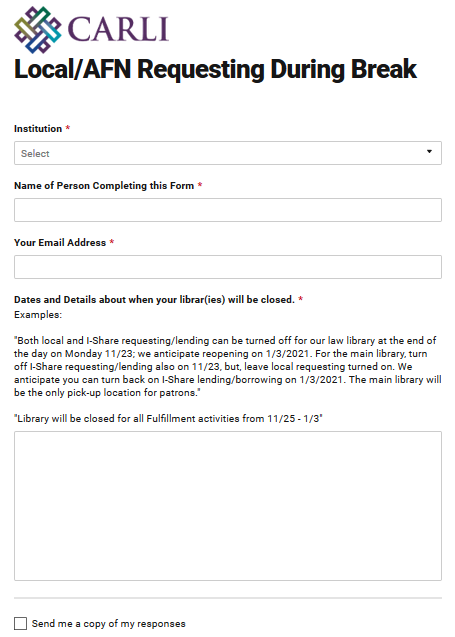 CARLI
Local/AFN Requesting During Break
Institution *
Select
Name of Person Completing this Form *
Your Email Address *
Dates and Details about when your librar(ies) will be closed. *
Examples:
"Both local and I-Share requesting/lending can be turned off for our law library at the end of
the day on Monday 11/23; we anticipate reopening on 1/3/2021. For the main library, turn
off I-Share requesting/lending also on 11/23, but, leave local requesting turned on. We
anticipate you can turn back on I-Share lending/borrowing on 1/3/2021. The main library will
be the only pick-up location for patrons."
"Library will be closed for all Fulfillment activities from 11/25 - 1/3"
Send me a copy of my responses